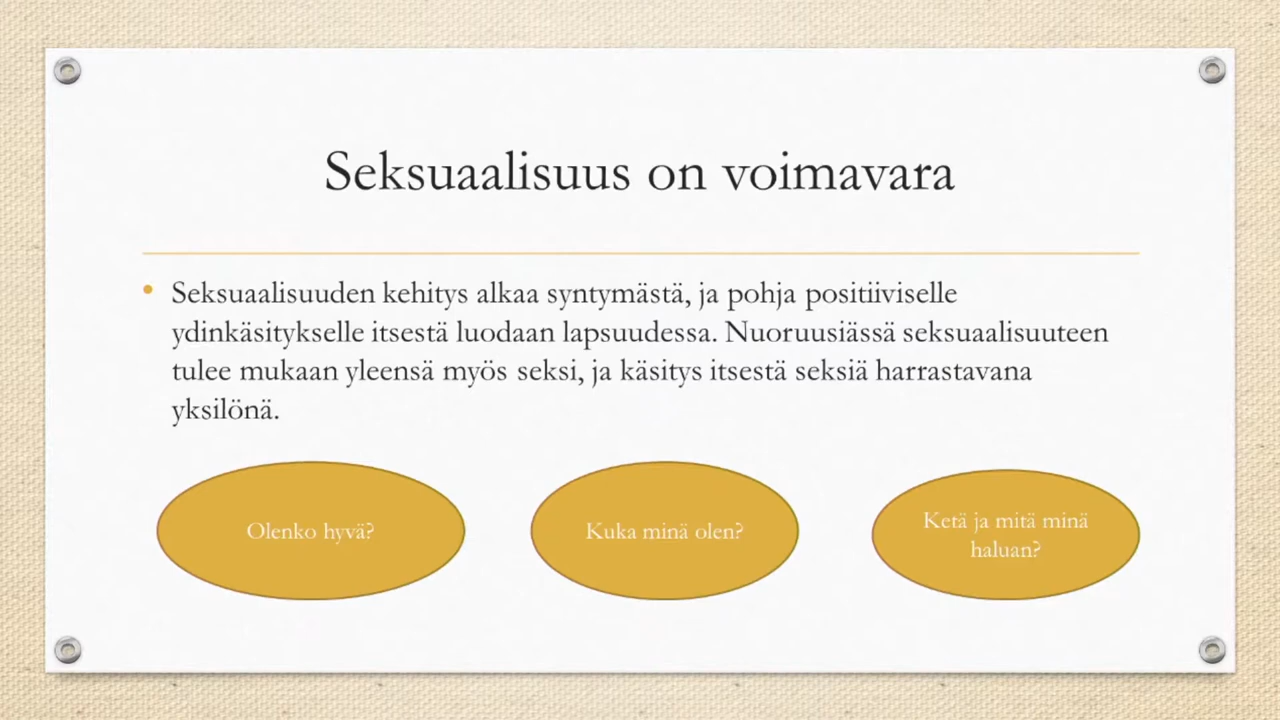 Seksuaalisuus on voimavara
• Seksuaalisuuden kehitys alkaa syntymästä, ja pohja positiiviselle
ydinkäsitykselle itsestä luodaan lapsuudessa. Nuoruusiässä seksuaalisuuteen
tulee mukaan yleensä myös seksi, ja käsitys itsestä seksiä harrastavana
yksilönä.
Olenko hyvä?
Kuka minä olen?
Ketä ja mitä minä
haluan?